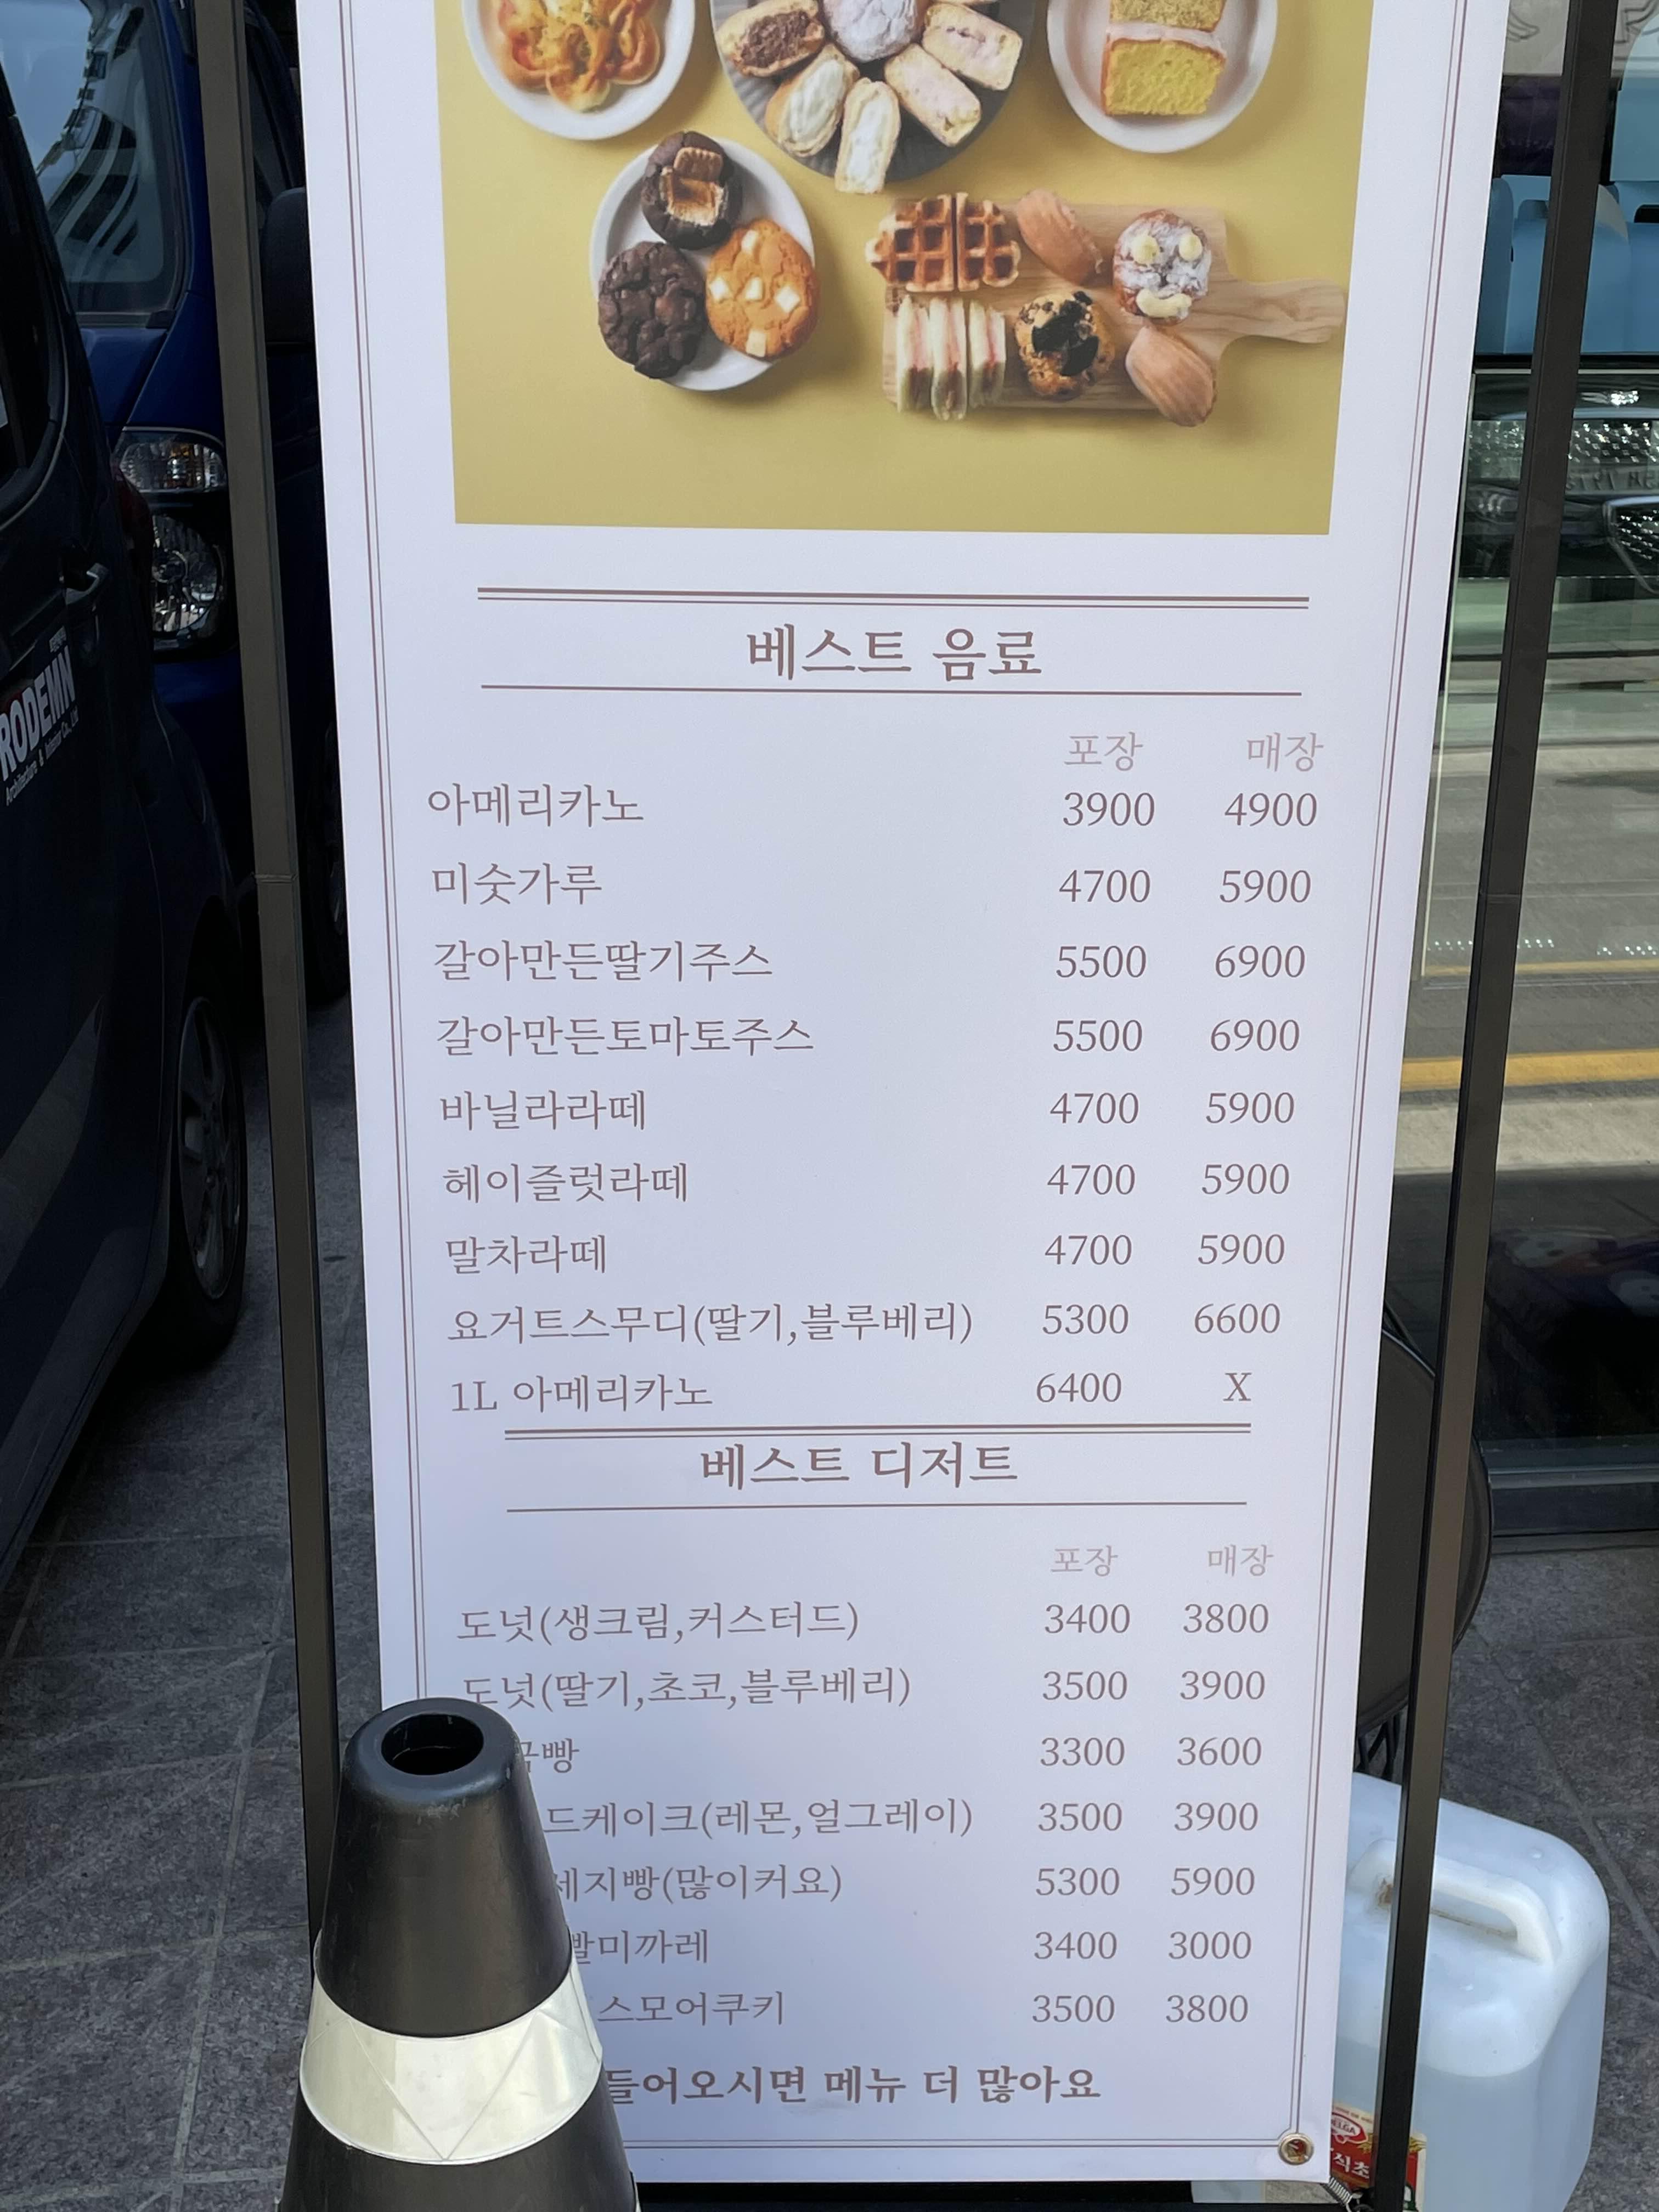 RODEMN
베스트 음료
포장 매장
아메리카노 3900 4900
미숫가루 4700 5900
갈아만든딸기주스 5500 6900
갈아만든토마토주스 5500 6900
바닐라라떼 4700 5900
헤이즐럿라떼 4700 5900
말차라떼 4700 5900
요거트스무디(딸기,블루베리) 5300 6600
1L 아메리카노 6400 X
베스트 디저트
포장 매장
도넛(생크림,커스터드) 3400 3800
도넛(딸기,초코,블루베리) 3500 3900
빵 3300 3600
드케이크(레몬,얼그레이) 3500 3900
세지빵(많이커요) 5300 5900
빨미까레 3400 3000
스모어쿠키 3500 3800
들어오시면 메뉴 더 많아요